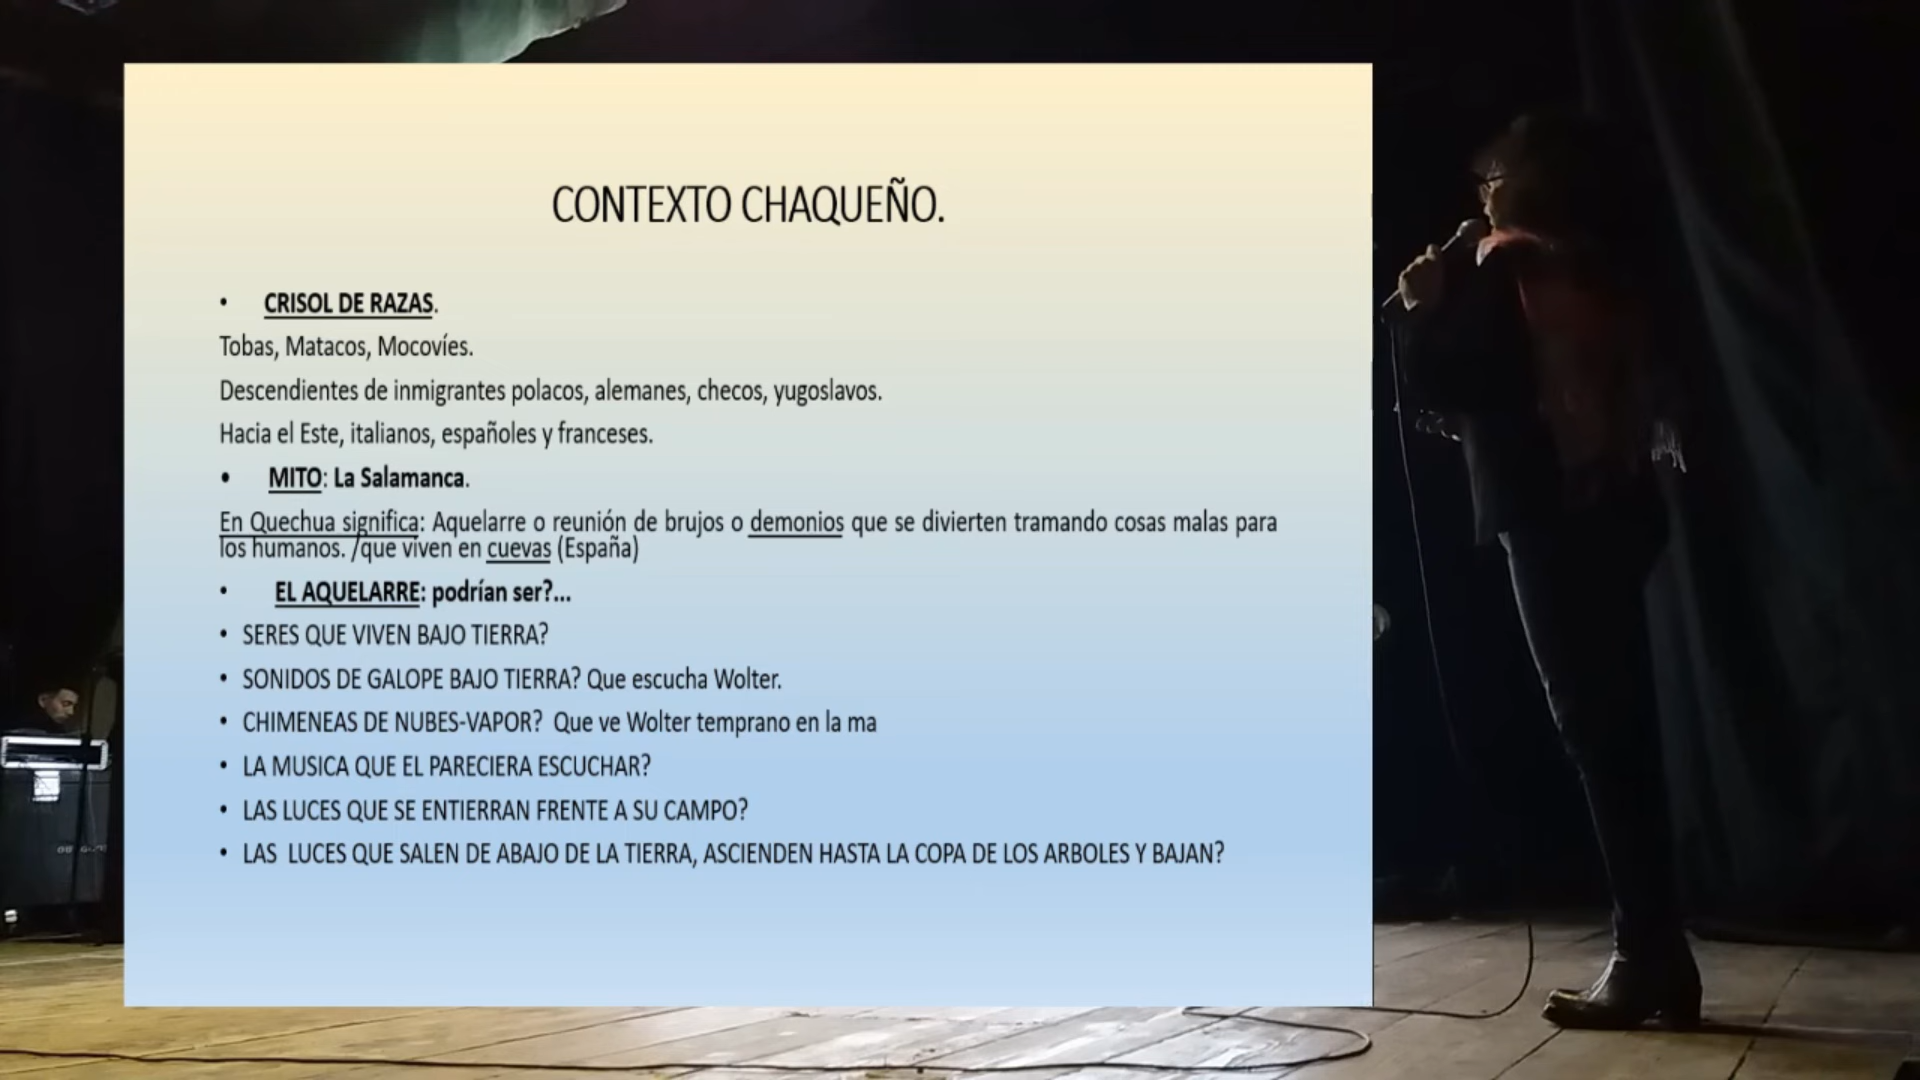 CONTEXTO CHAQUEÑO.
• CRISOL DE RAZAS.
Tobas, Matacos, Mocovíes.
Descendientes de inmigrantes polacos, alemanes, checos, yugoslavos.
Hacia el Este, italianos, españoles y franceses.
• MITO: La Salamanca.
En Quechua significa: Aquelarre o reunión de brujos o demonios que se divierten tramando cosas malas para
los humanos. /que viven en cuevas (España)
• EL AQUELARRE: podrían ser?...
• SERES QUE VIVEN BAJO TIERRA?
• SONIDOS DE GALOPE BAJO TIERRA? Que escucha Wolter.
• CHIMENEAS DE NUBES-VAPOR? Que ve Wolter temprano en la ma
• LA MUSICA QUE EL PARECIERA ESCUCHAR?
• LAS LUCES QUE SE ENTIERRAN FRENTE A SU CAMPO?
• LAS LUCES QUE SALEN DE ABAJO DE LA TIERRA, ASCIENDEN HASTA LA COPA DE LOS ARBOLES Y BAJAN?